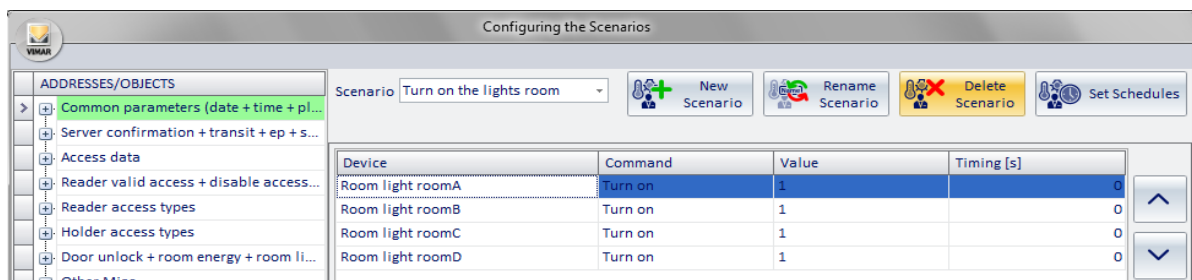 Configuring the Scenarios
VIMAR
ADDRESSES/OBJECTS
Common parameters (date + time + pl...
Server confirmation + transit + ep + s...
Access data
Reader valid access + disable access...
Reader access types
Holder access types
Door unlock + room energy + room li...
Other Misc
Scenario Turn on the lights room
New Scenario
Rename Scenario
Delete Scenario
Set Schedules
Device Command Value Timing [s]
Room light roomA Turn on 1 0
Room light roomB Turn on 1 0
Room light roomC Turn on 1 0
Room light roomD Turn on 1 0